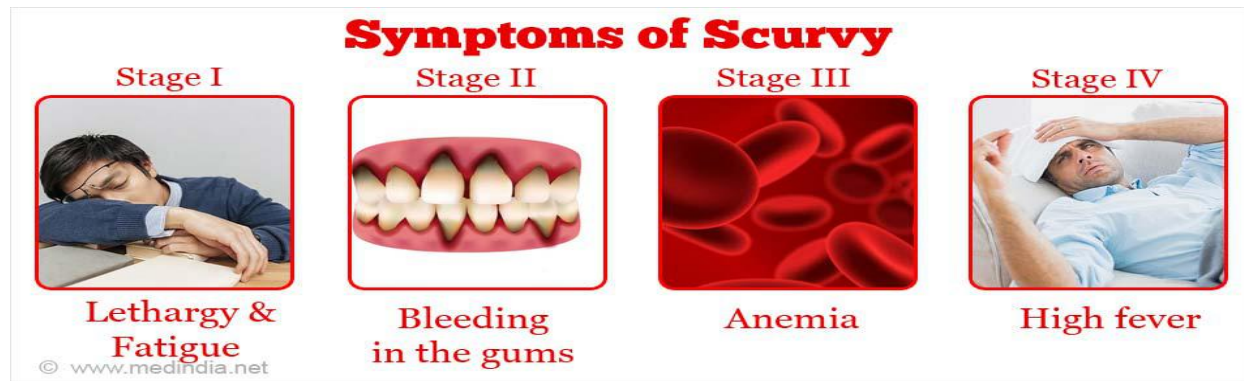 Symptoms of Scurvy
Stage I
Stage II
Stage III
Stage IV
Lethargy &
Fatigue
Bleeding
in the gums
Anemia
High fever
© www.medindia.net